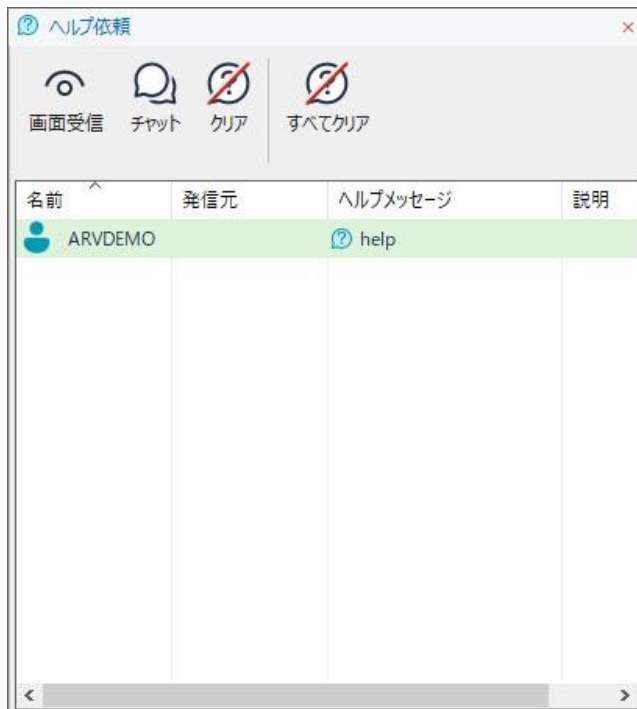 ヘルプ依頼
画面受信 チャット クリア すべてクリア
名前 発信元 ヘルプメッセージ 説明
ARVDEMO help